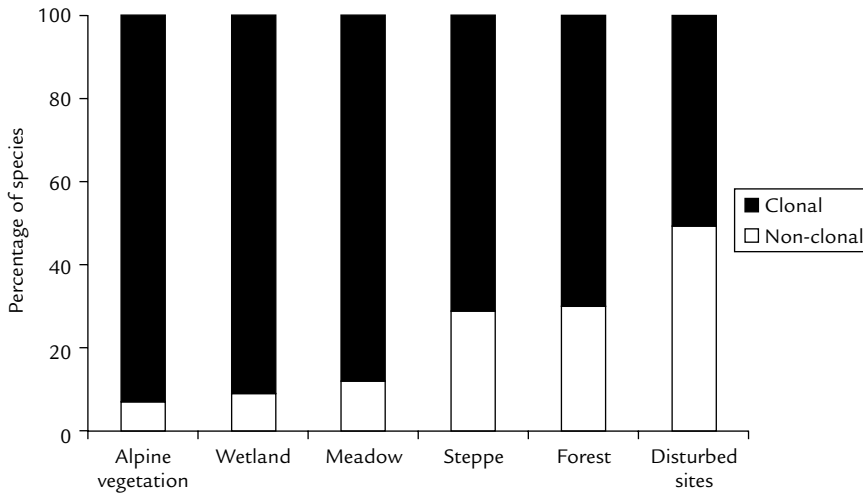 Percentage of species
100
80
60
40
20
0
Alpine
vegetation
Wetland
Meadow
Steppe
Forest
Disturbed
sites
Clonal
Non-clonal